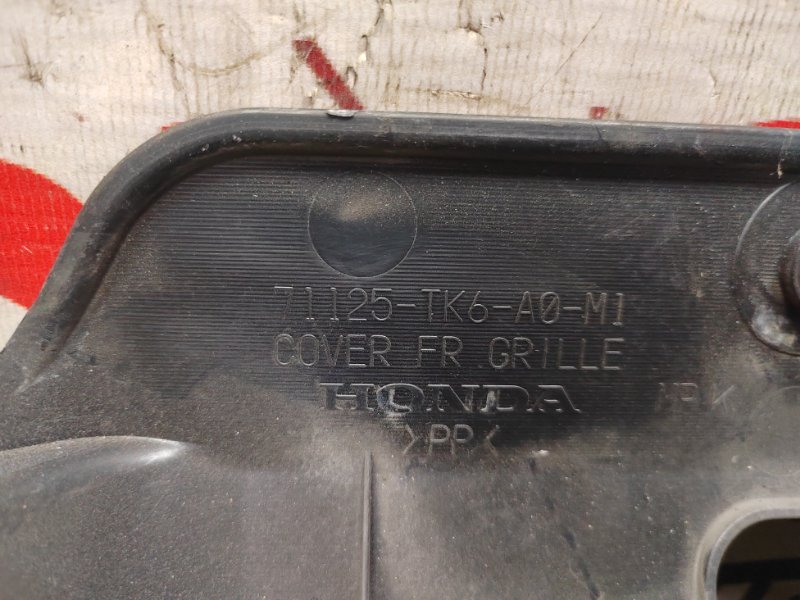 71125-TK6-A0-M1
COVER FR GRILLE
HONDA
>PP<